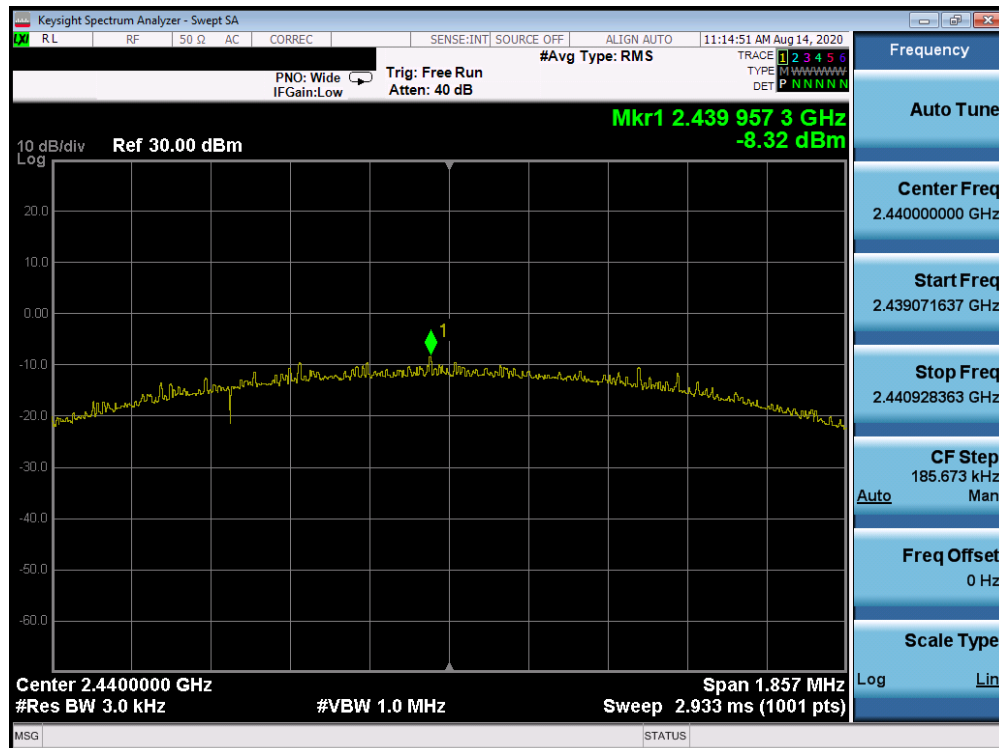 Keysight Spectrum Analyzer - Swept SA
LXI RL RF 50 Ω AC CORREC SENSE:INT SOURCE OFF ALIGN AUTO 11:14:51 AM Aug 14, 2020
Frequency
#Avg Type: RMS
TRACE 1 2 3 4 5 6
PNO: Wide Trig: Free Run
TYPE M WWWWW
IFGain:Low Atten: 40 dB
DET P N N N N N
Auto Tune
Mkr1 2.439 957 3 GHz
-8.32 dBm
10 dB/div Ref 30.00 dBm
Log
20.0
10.0
0.00
-10.0
-20.0
-30.0
-40.0
-50.0
-60.0
1
Center Freq
2.440000000 GHz
Start Freq
2.439071637 GHz
Stop Freq
2.440928363 GHz
CF Step
185.673 kHz
Auto Man
Freq Offset
0 Hz
Scale Type
Log Lin
Center 2.4400000 GHz Span 1.857 MHz
#Res BW 3.0 kHz #VBW 1.0 MHz Sweep 2.933 ms (1001 pts)
MSG STATUS